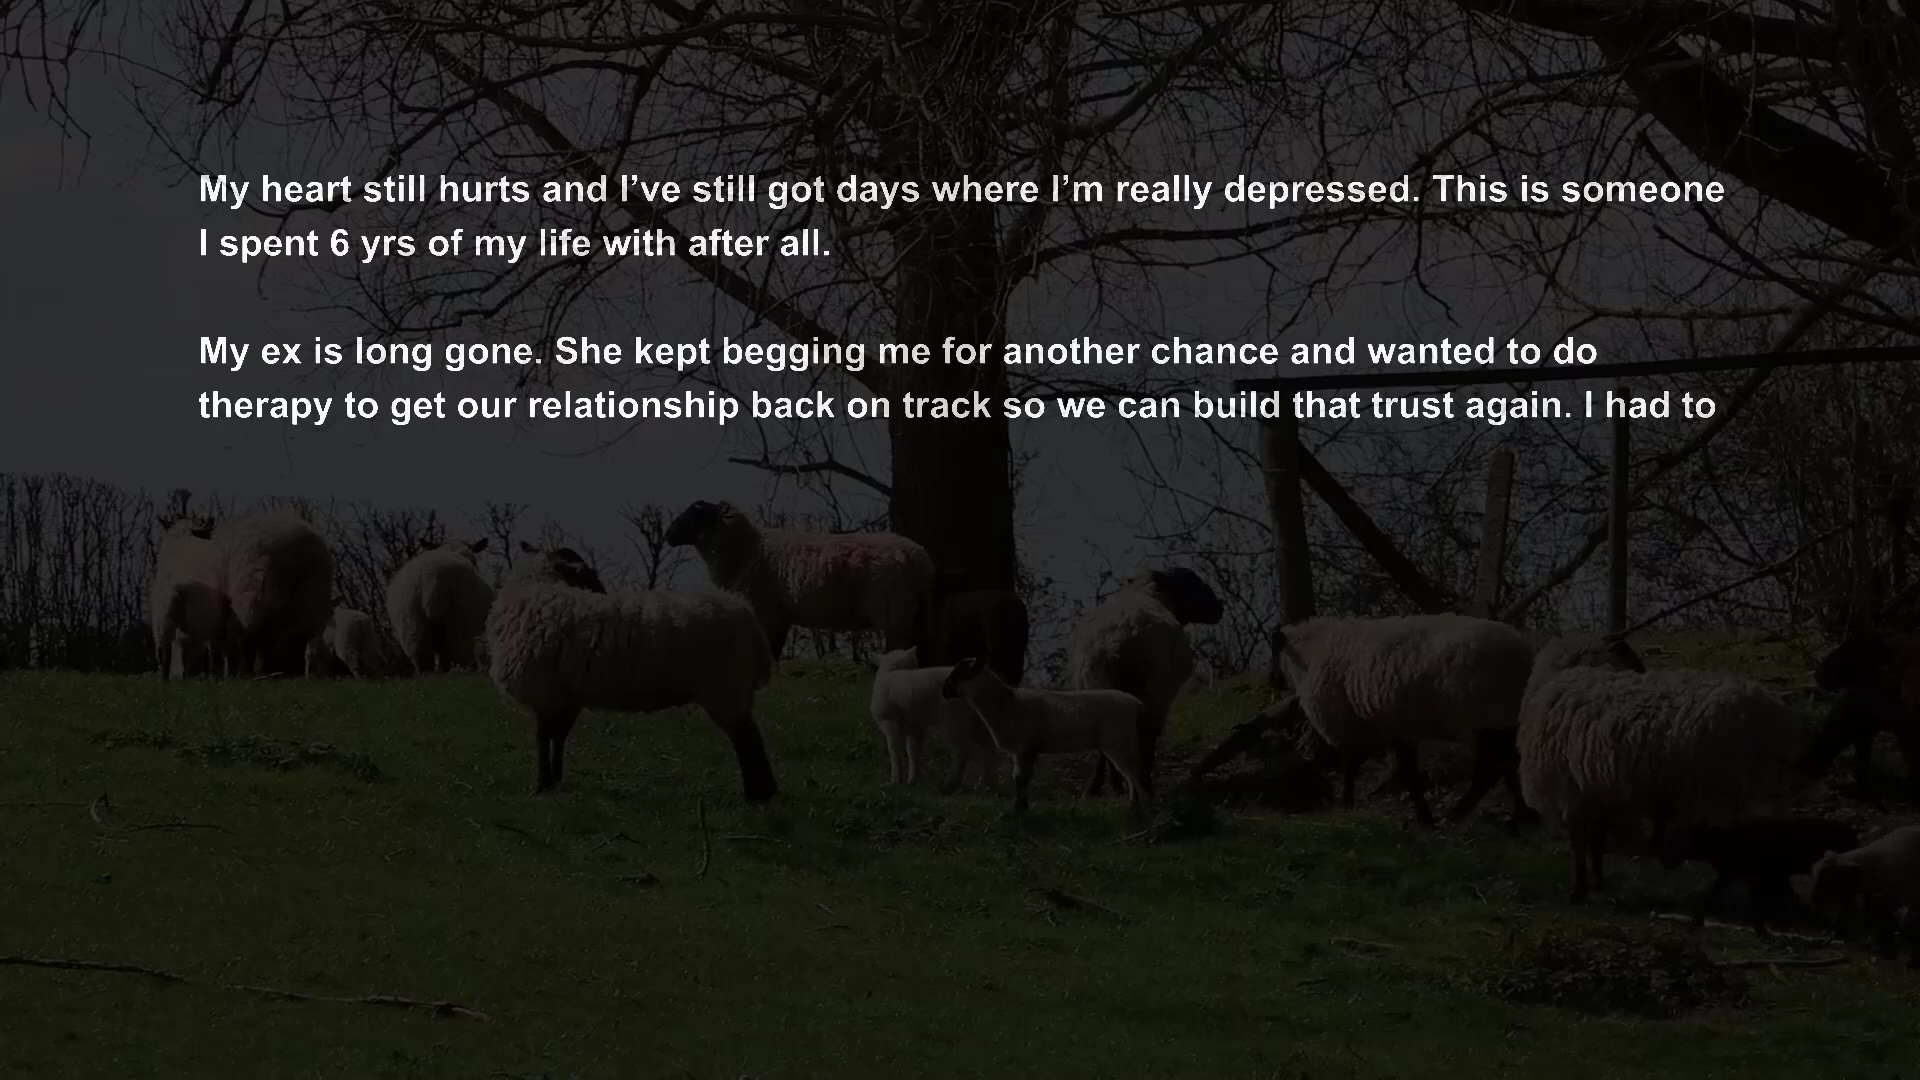 My heart still hurts and I’ve still got days where I’m really depressed. This is someone
I spent 6 yrs of my life with after all.
My ex is long gone. She kept begging me for another chance and wanted to do
therapy to get our relationship back on track so we can build that trust again. I had to